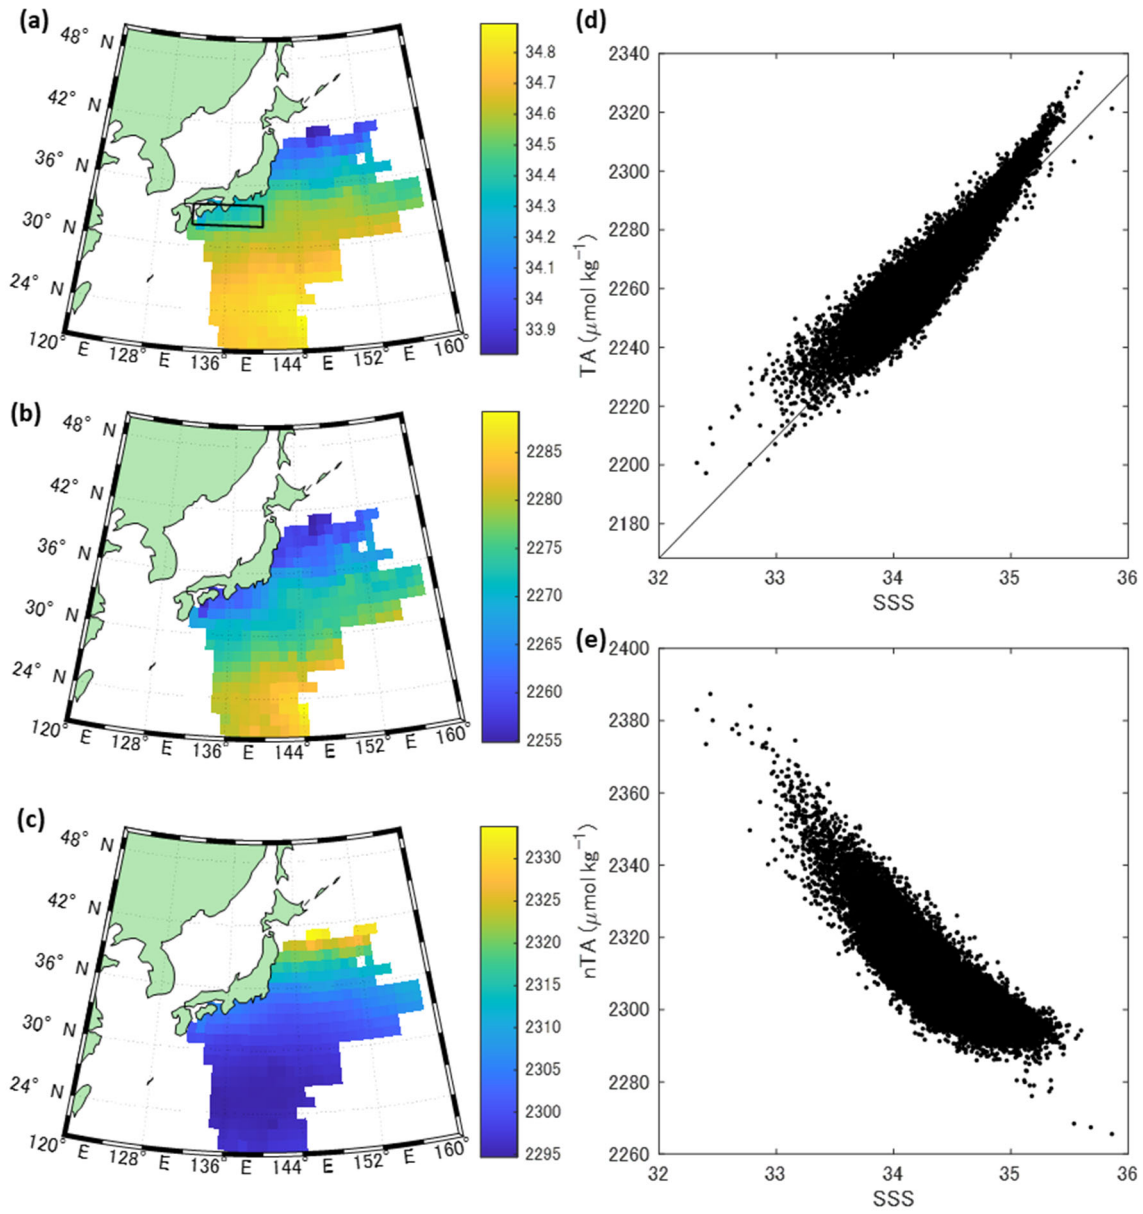 (a)
48° N
42° N
36° N
30° N
24° N
120° E 128° E 136° E 144° E 152° E 160°
34.8
34.7
34.6
34.5
34.4
34.3
34.2
34.1
34
33.9
(b)
48° N
42° N
36° N
30° N
24° N
120° E 128° E 136° E 144° E 152° E 160°
2285
2280
2275
2270
2265
2260
2255
(c)
48° N
42° N
36° N
30° N
24° N
120° E 128° E 136° E 144° E 152° E 160°
2330
2325
2320
2315
2310
2305
2300
2295
(d)
2340
2320
2300
2280
2260
2240
2220
2200
2180
TA (μmol kg⁻¹)
32 33 34 35 36
SSS
(e)
2400
2380
2360
2340
2320
2300
2280
2260
nTA (μmol kg⁻¹)
32 33 34 35 36
SSS